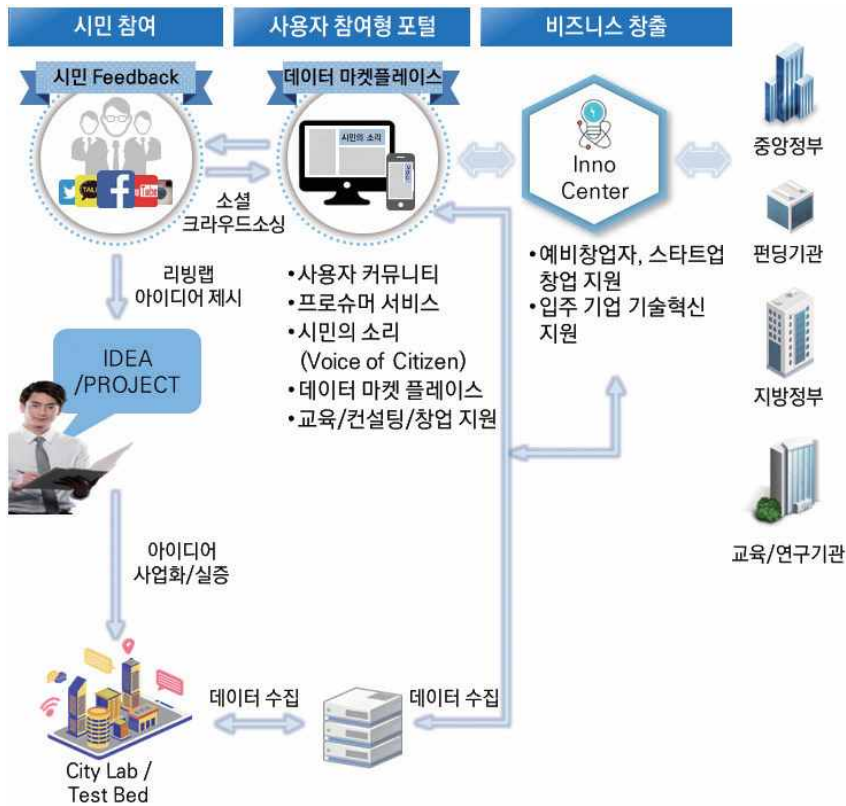 시민 참여
사용자 참여형 포털
비즈니스 창출
시민 Feedback
데이터 마켓플레이스
시민의 소리
TALK
소셜
크라우드소싱
Inno
Center
중앙정부
펀딩기관
지방정부
교육/연구기관
리빙랩
아이디어 제시
•사용자 커뮤니티
•프로슈머 서비스
•시민의 소리
(Voice of Citizen)
•데이터 마켓 플레이스
•교육/컨설팅/창업 지원
•예비창업자, 스타트업
창업 지원
•입주 기업 기술혁신
지원
IDEA
/PROJECT
아이디어
사업화/실증
데이터 수집
데이터 수집
City Lab /
Test Bed